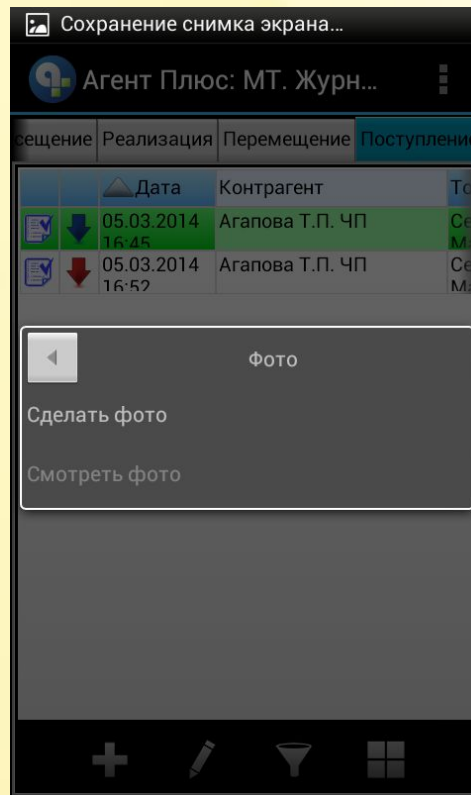 Сохранение снимка экрана...
Агент Плюс: МТ. Журн...
сещение Реализация Перемещение Поступлени
Дата Контрагент
05.03.2014 Агапова Т.П. ЧП
16:45
05.03.2014 Агапова Т.П. ЧП
16:52
Фото
Сделать фото
Смотреть фото